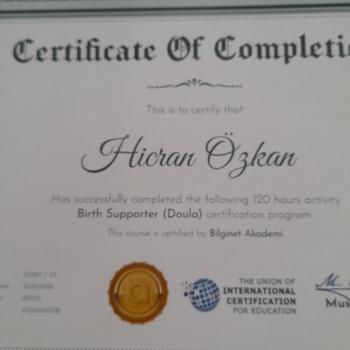 Certificate Of Completi
This is to certify that
Hicran Özkan
Has successfully completed the following 120 hours activity
Birth Supporter (Doula) certification program.
This course is certified by Bilginet Akademi
a
THE UNION OF
INTERNATIONAL
CERTIFICATION
FOR EDUCATION
Mus